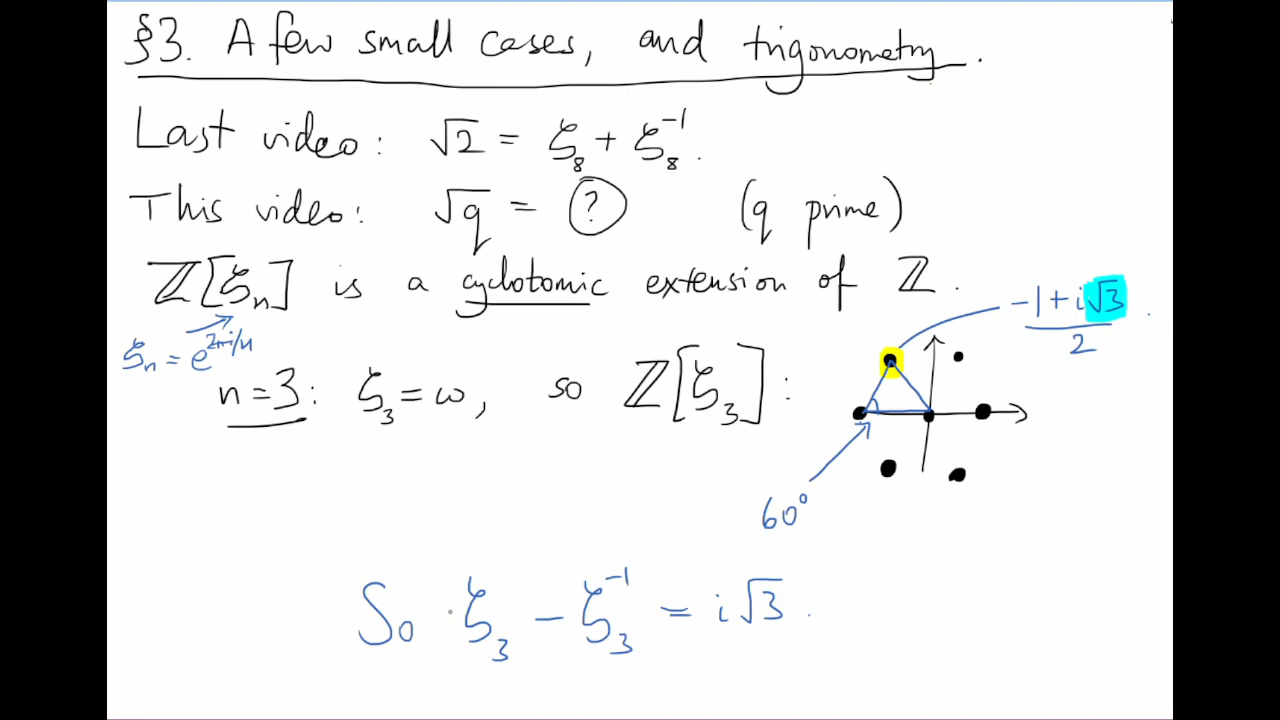 §3. A few small cases, and trigonometry.
Last video: √2 = ζ₈ + ζ₈⁻¹.
This video: √q = ? (q prime)
ℤ[ζₙ] is a cyclotomic extension of ℤ.
ζₙ = e^{2πi/n}
(-1 + i√3)/2
n = 3: ζ₃ = ω, so ℤ[ζ₃]:
60°
So ζ₃ − ζ₃⁻¹ = i√3.